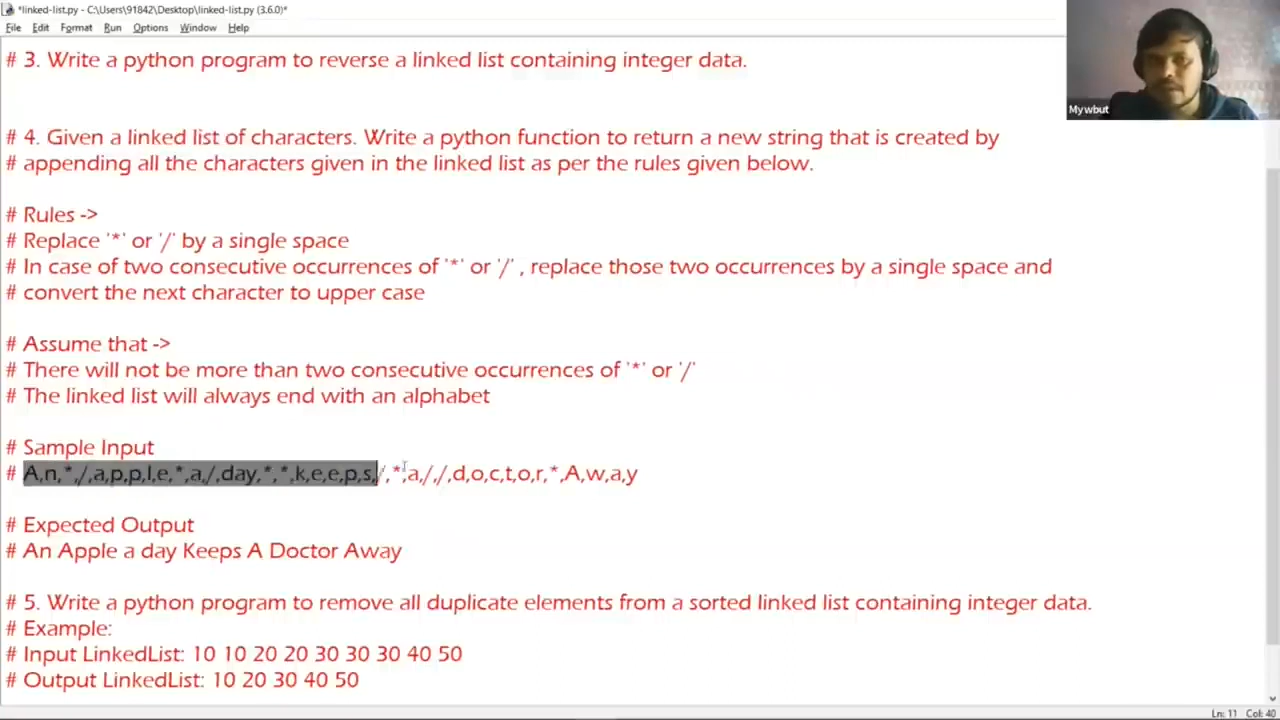 *linked-list.py - C:\Users\91842\Desktop\linked-list.py (3.6.0)*
File Edit Format Run Options Window Help
Mywbut
# 3. Write a python program to reverse a linked list containing integer data.
# 4. Given a linked list of characters. Write a python function to return a new string that is created by
# appending all the characters given in the linked list as per the rules given below.
# Rules ->
# Replace '*' or '/' by a single space
# In case of two consecutive occurrences of '*' or '/' , replace those two occurrences by a single space and
# convert the next character to upper case
# Assume that ->
# There will not be more than two consecutive occurrences of '*' or '/'
# The linked list will always end with an alphabet
# Sample Input
# A,n,*,/,a,p,p,l,e,*,a,/,day,*,*,k,e,e,p,s,/,*,a,/,/,d,o,c,t,o,r,*,A,w,a,y
# Expected Output
# An Apple a day Keeps A Doctor Away
# 5. Write a python program to remove all duplicate elements from a sorted linked list containing integer data.
# Example:
# Input LinkedList: 10 10 20 20 30 30 30 40 50
# Output LinkedList: 10 20 30 40 50
Ln: 11 Col: 40